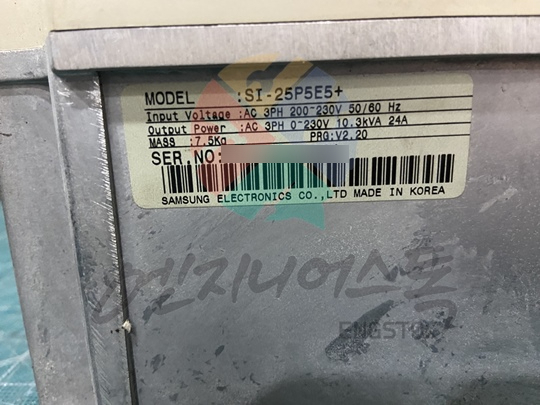 MODEL :SI-25P5E5+
Input Voltage :AC 3PH 200~230V 50/60 Hz
Output Power :AC 3PH 0~230V 10.3kVA 24A
MASS :7.5Kg PRG:V2.20
SER.NO:
SAMSUNG ELECTRONICS CO.,LTD MADE IN KOREA
엔지니어스톰